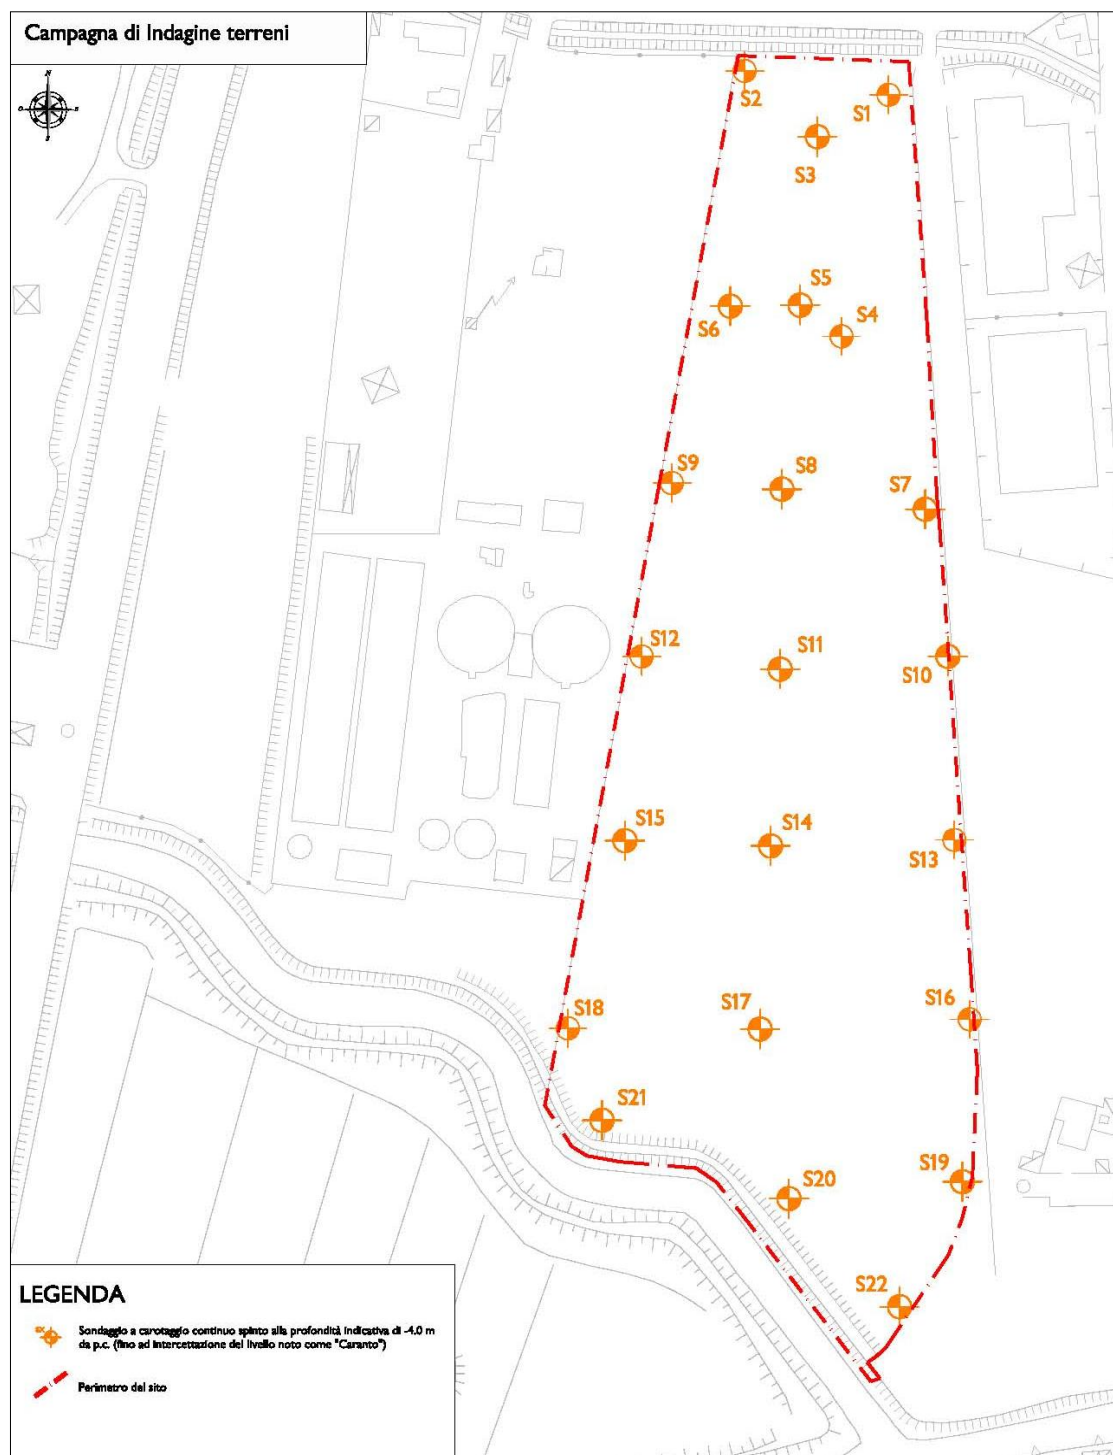 Campagna di Indagine terreni
N
O
E
S
S2
S1
S3
S5
S4
S6
S9
S8
S7
S12
S11
S10
S15
S14
S13
S18
S17
S16
S21
S19
S20
S22
LEGENDA
Sondaggio a carotaggio continuo spinto alla profondità indicativa di -4.0 m
da p.c. (fino ad intercettazione del livello noto come "Caranto")
Perimetro del sito